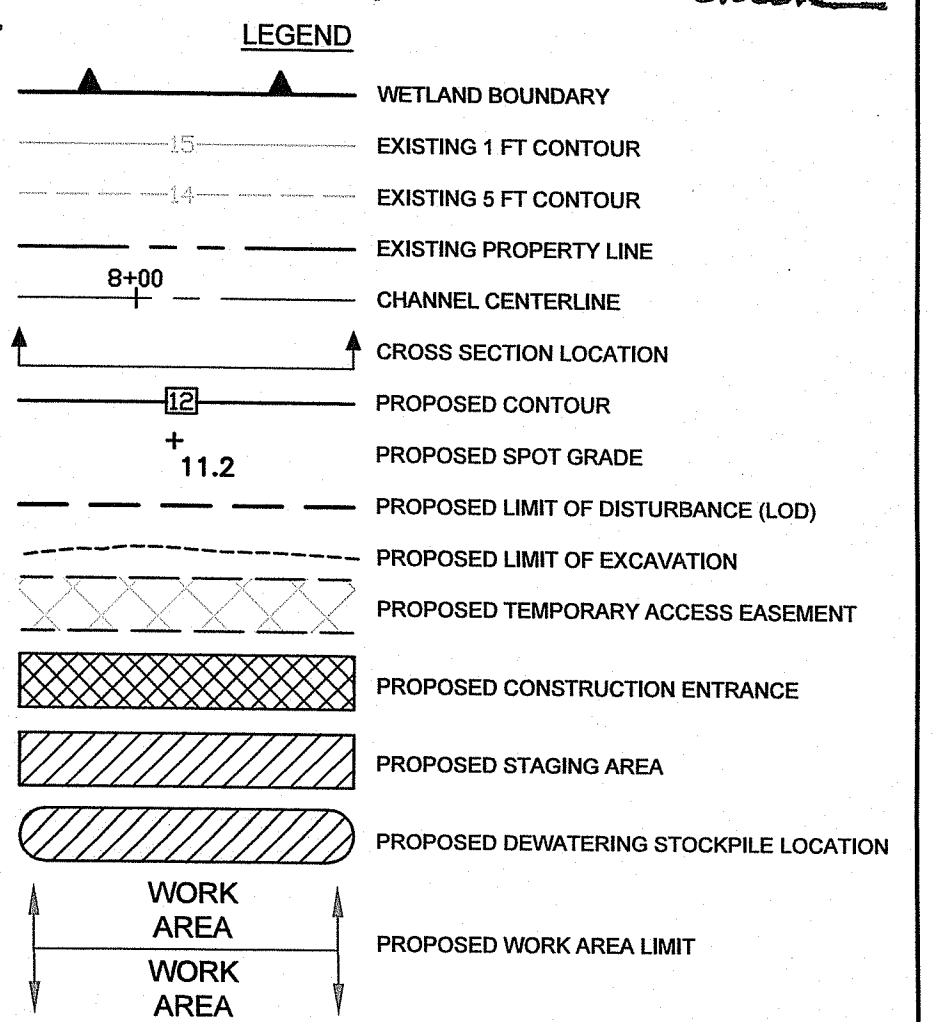 LEGEND
WETLAND BOUNDARY
15 EXISTING 1 FT CONTOUR
14 EXISTING 5 FT CONTOUR
EXISTING PROPERTY LINE
8+00
CHANNEL CENTERLINE
CROSS SECTION LOCATION
12 PROPOSED CONTOUR
+
11.2 PROPOSED SPOT GRADE
PROPOSED LIMIT OF DISTURBANCE (LOD)
PROPOSED LIMIT OF EXCAVATION
PROPOSED TEMPORARY ACCESS EASEMENT
PROPOSED CONSTRUCTION ENTRANCE
PROPOSED STAGING AREA
PROPOSED DEWATERING STOCKPILE LOCATION
WORK
AREA
PROPOSED WORK AREA LIMIT
WORK
AREA